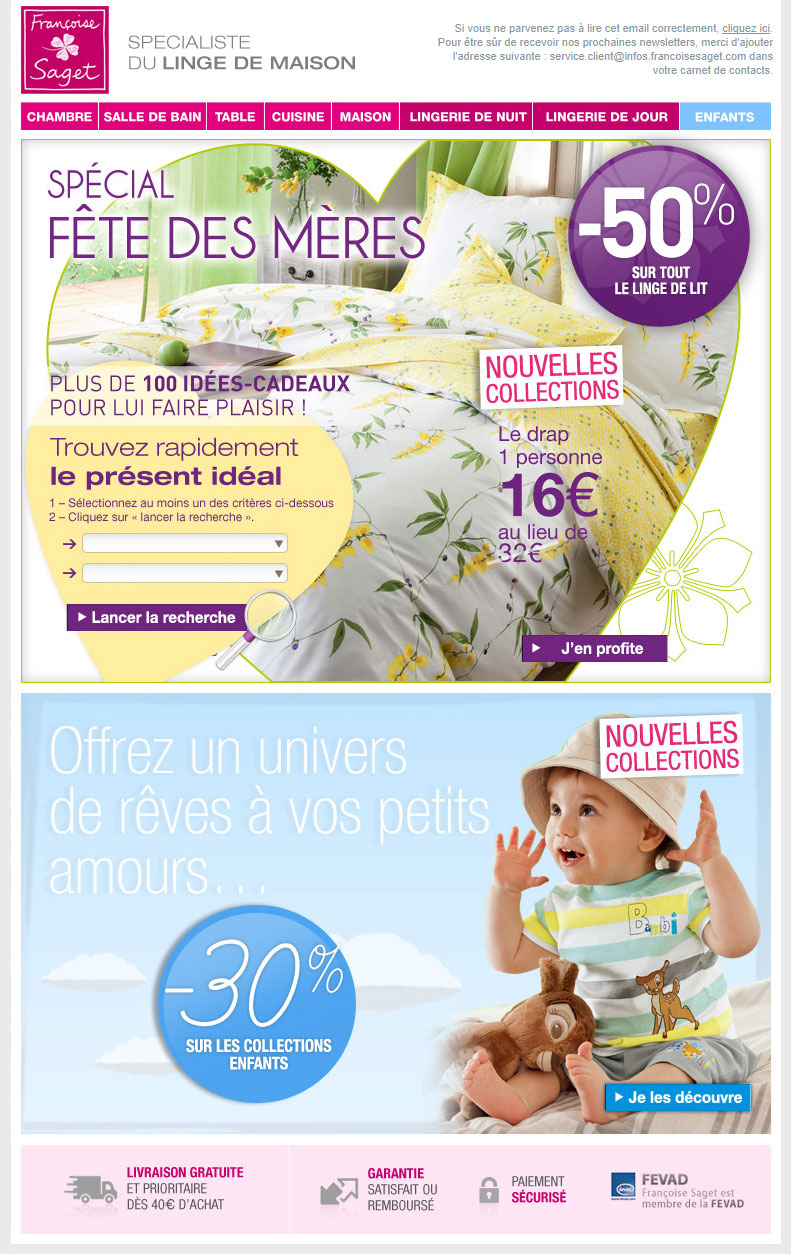 Françoise
Saget
SPECIALISTE
DU LINGE DE MAISON
Si vous ne parvenez pas à lire cet email correctement, cliquez ici.
Pour être sûr de recevoir nos prochaines newsletters, merci d'ajouter
l'adresse suivante : service.client@infos.francoisesaget.com dans
votre carnet de contacts.
CHAMBRE SALLE DE BAIN TABLE CUISINE MAISON LINGERIE DE NUIT LINGERIE DE JOUR ENFANTS
SPÉCIAL
FÊTE DES MÈRES
-50%
SUR TOUT
LE LINGE DE LIT
PLUS DE 100 IDÉES-CADEAUX
POUR LUI FAIRE PLAISIR !
Trouvez rapidement
le présent idéal
1 – Sélectionnez au moins un des critères ci-dessous
2 – Cliquez sur « lancer la recherche ».
Lancer la recherche
NOUVELLES
COLLECTIONS
Le drap
1 personne
16€
au lieu de
32€
J'en profite
Offrez un univers
de rêves à vos petits
amours...
NOUVELLES
COLLECTIONS
-30%
SUR LES COLLECTIONS
ENFANTS
Bambi
Je les découvre
LIVRAISON GRATUITE
ET PRIORITAIRE
DÈS 40€ D'ACHAT
GARANTIE
SATISFAIT OU
REMBOURSÉ
PAIEMENT
SÉCURISÉ
FEVAD
Françoise Saget est
membre de la FEVAD